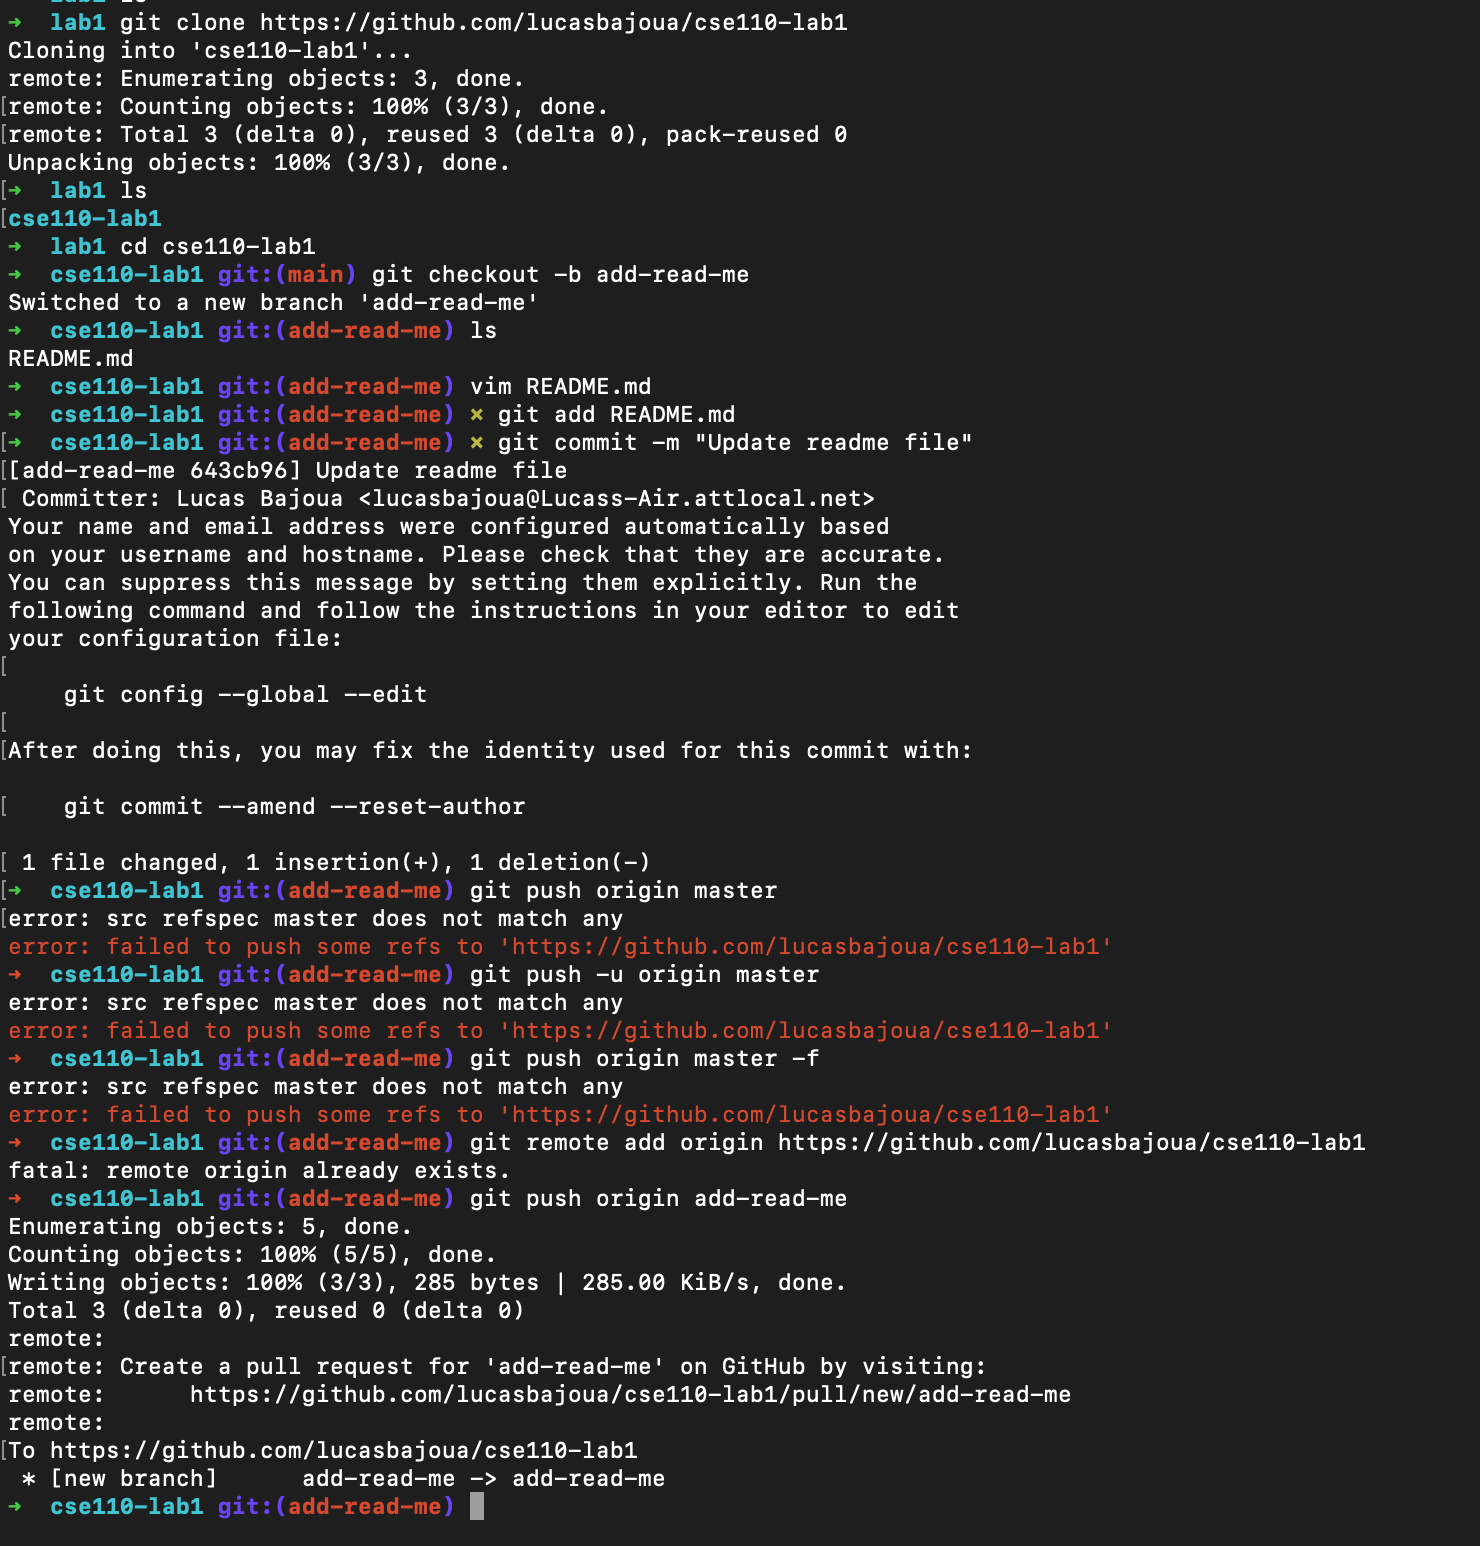 ➜  lab1 git clone https://github.com/lucasbajoua/cse110-lab1
Cloning into 'cse110-lab1'...
remote: Enumerating objects: 3, done.
[remote: Counting objects: 100% (3/3), done.
[remote: Total 3 (delta 0), reused 3 (delta 0), pack-reused 0
Unpacking objects: 100% (3/3), done.
[➜  lab1 ls
[cse110-lab1
➜  lab1 cd cse110-lab1
➜  cse110-lab1 git:(main) git checkout -b add-read-me
Switched to a new branch 'add-read-me'
➜  cse110-lab1 git:(add-read-me) ls
README.md
➜  cse110-lab1 git:(add-read-me) vim README.md
➜  cse110-lab1 git:(add-read-me) ✗ git add README.md
[➜  cse110-lab1 git:(add-read-me) ✗ git commit -m "Update readme file"
[[add-read-me 643cb96] Update readme file
[ Committer: Lucas Bajoua <lucasbajoua@Lucass-Air.attlocal.net>
Your name and email address were configured automatically based
on your username and hostname. Please check that they are accurate.
You can suppress this message by setting them explicitly. Run the
following command and follow the instructions in your editor to edit
your configuration file:
[
    git config --global --edit
[
[After doing this, you may fix the identity used for this commit with:
[    git commit --amend --reset-author
[ 1 file changed, 1 insertion(+), 1 deletion(-)
[➜  cse110-lab1 git:(add-read-me) git push origin master
[error: src refspec master does not match any
error: failed to push some refs to 'https://github.com/lucasbajoua/cse110-lab1'
➜  cse110-lab1 git:(add-read-me) git push -u origin master
error: src refspec master does not match any
error: failed to push some refs to 'https://github.com/lucasbajoua/cse110-lab1'
➜  cse110-lab1 git:(add-read-me) git push origin master -f
error: src refspec master does not match any
error: failed to push some refs to 'https://github.com/lucasbajoua/cse110-lab1'
➜  cse110-lab1 git:(add-read-me) git remote add origin https://github.com/lucasbajoua/cse110-lab1
fatal: remote origin already exists.
➜  cse110-lab1 git:(add-read-me) git push origin add-read-me
Enumerating objects: 5, done.
Counting objects: 100% (5/5), done.
Writing objects: 100% (3/3), 285 bytes | 285.00 KiB/s, done.
Total 3 (delta 0), reused 0 (delta 0)
remote:
[remote: Create a pull request for 'add-read-me' on GitHub by visiting:
remote:      https://github.com/lucasbajoua/cse110-lab1/pull/new/add-read-me
remote:
[To https://github.com/lucasbajoua/cse110-lab1
 * [new branch]      add-read-me -> add-read-me
➜  cse110-lab1 git:(add-read-me)